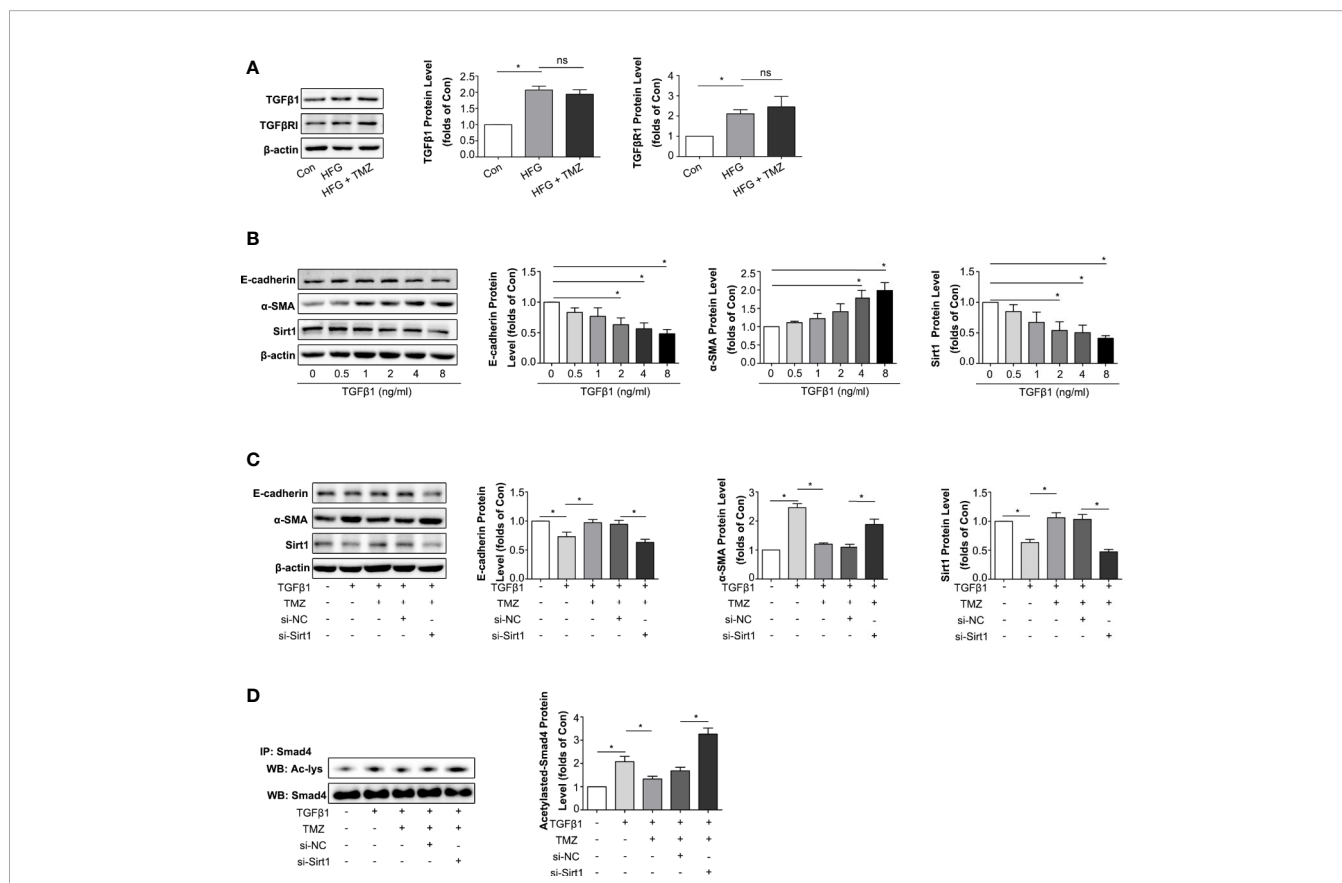 A
TGFβ1
TGFβRI
β-actin
Con
HFG
HFG + TMZ
TGFβ1 Protein Level
(folds of Con)
2.5
2.0
1.5
1.0
0.5
0.0
*
ns
Con
HFG
HFG + TMZ
TGFβR1 Protein Level
(folds of Con)
4
3
2
1
0
*
ns
Con
HFG
HFG + TMZ
B
E-cadherin
α-SMA
Sirt1
β-actin
0 0.5 1 2 4 8
TGFβ1 (ng/ml)
E-cadherin Protein
Level (folds of Con)
1.5
1.0
0.5
0.0
*
*
*
0 0.5 1 2 4 8
TGFβ1 (ng/ml)
α-SMA Protein Level
(folds of Con)
2.5
2.0
1.5
1.0
0.5
0.0
*
*
0 0.5 1 2 4 8
TGFβ1 (ng/ml)
Sirt1 Protein Level
(folds of Con)
1.5
1.0
0.5
0.0
*
*
*
0 0.5 1 2 4 8
TGFβ1 (ng/ml)
C
E-cadherin
α-SMA
Sirt1
β-actin
TGFβ1 - + + + +
TMZ - - + + +
si-NC - - - + -
si-Sirt1 - - - - +
E-cadherin Protein
Level (folds of Con)
1.5
1.0
0.5
0.0
* * *
TGFβ1 - + + + +
TMZ - - + + +
si-NC - - - + -
si-Sirt1 - - - - +
α-SMA Protein Level
(folds of Con)
3
2
1
0
* * *
TGFβ1 - + + + +
TMZ - - + + +
si-NC - - - + -
si-Sirt1 - - - - +
Sirt1 Protein Level
(folds of Con)
1.5
1.0
0.5
0.0
* * *
TGFβ1 - + + + +
TMZ - - + + +
si-NC - - - + -
si-Sirt1 - - - - +
D
IP: Smad4
WB: Ac-lys
WB: Smad4
TGFβ1 - + + + +
TMZ - - + + +
si-NC - - - + -
si-Sirt1 - - - - +
Acetylasted-Smad4 Protein
Level (folds of Con)
4
3
2
1
0
* * *
TGFβ1 - + + + +
TMZ - - + + +
si-NC - - - + -
si-Sirt1 - - - - +